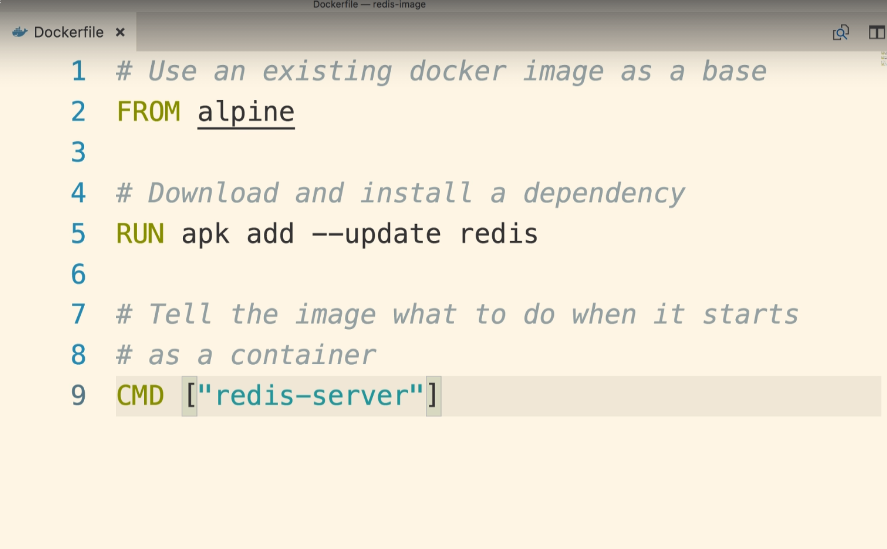 Dockerfile — redis-image
Dockerfile ×
1 # Use an existing docker image as a base
2 FROM alpine
3
4 # Download and install a dependency
5 RUN apk add --update redis
6
7 # Tell the image what to do when it starts
8 # as a container
9 CMD ["redis-server"]